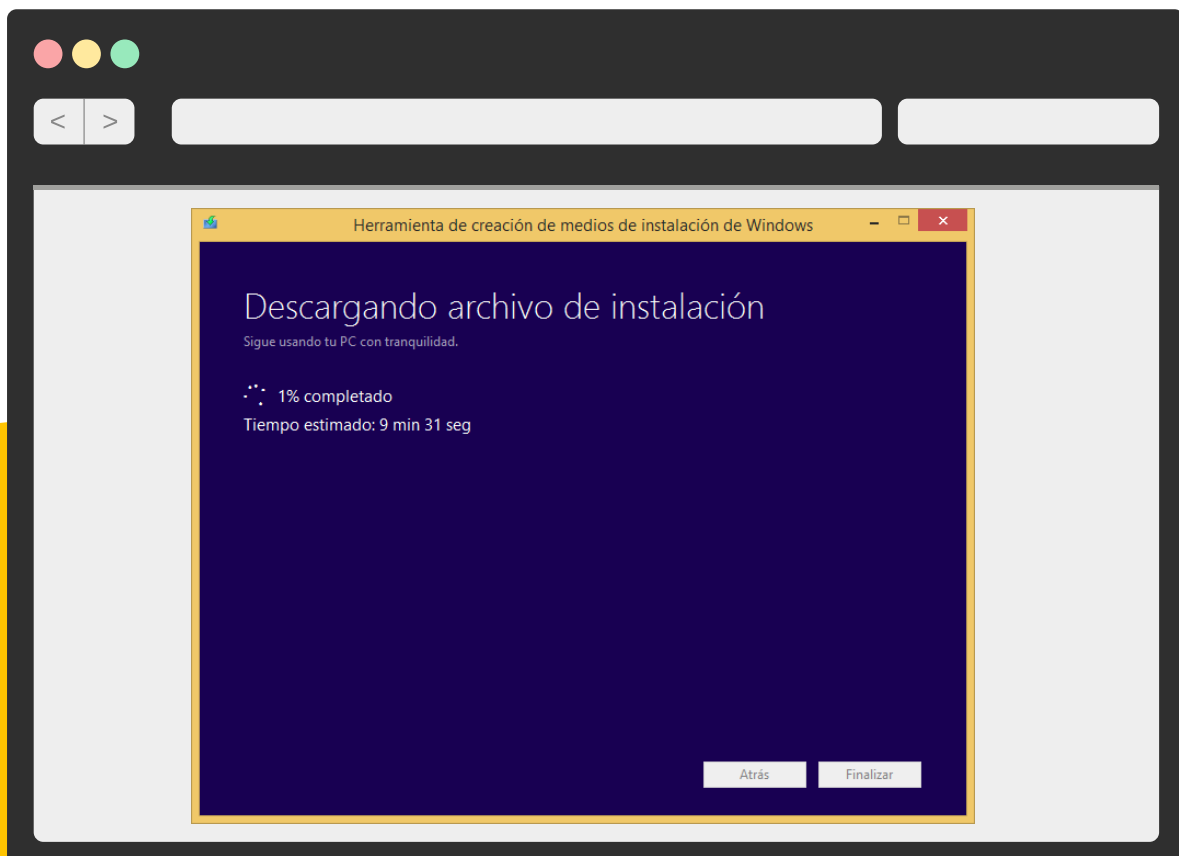 < >
Herramienta de creación de medios de instalación de Windows
Descargando archivo de instalación
Sigue usando tu PC con tranquilidad.
1% completado
Tiempo estimado: 9 min 31 seg
Atrás Finalizar